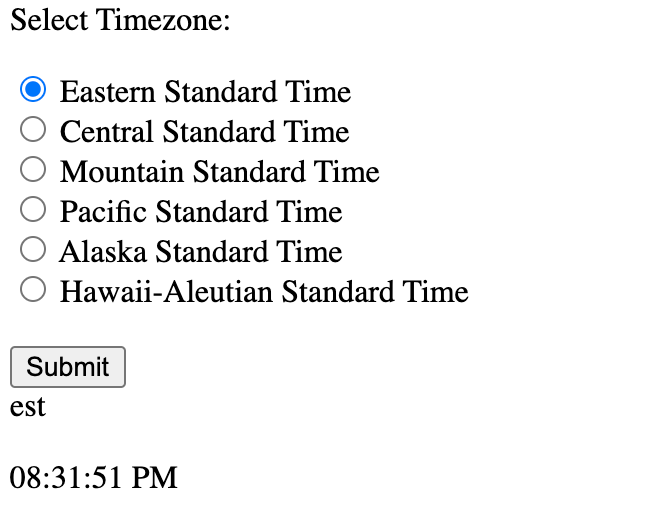 Select Timezone:
Eastern Standard Time
Central Standard Time
Mountain Standard Time
Pacific Standard Time
Alaska Standard Time
Hawaii-Aleutian Standard Time
Submit
est
08:31:51 PM